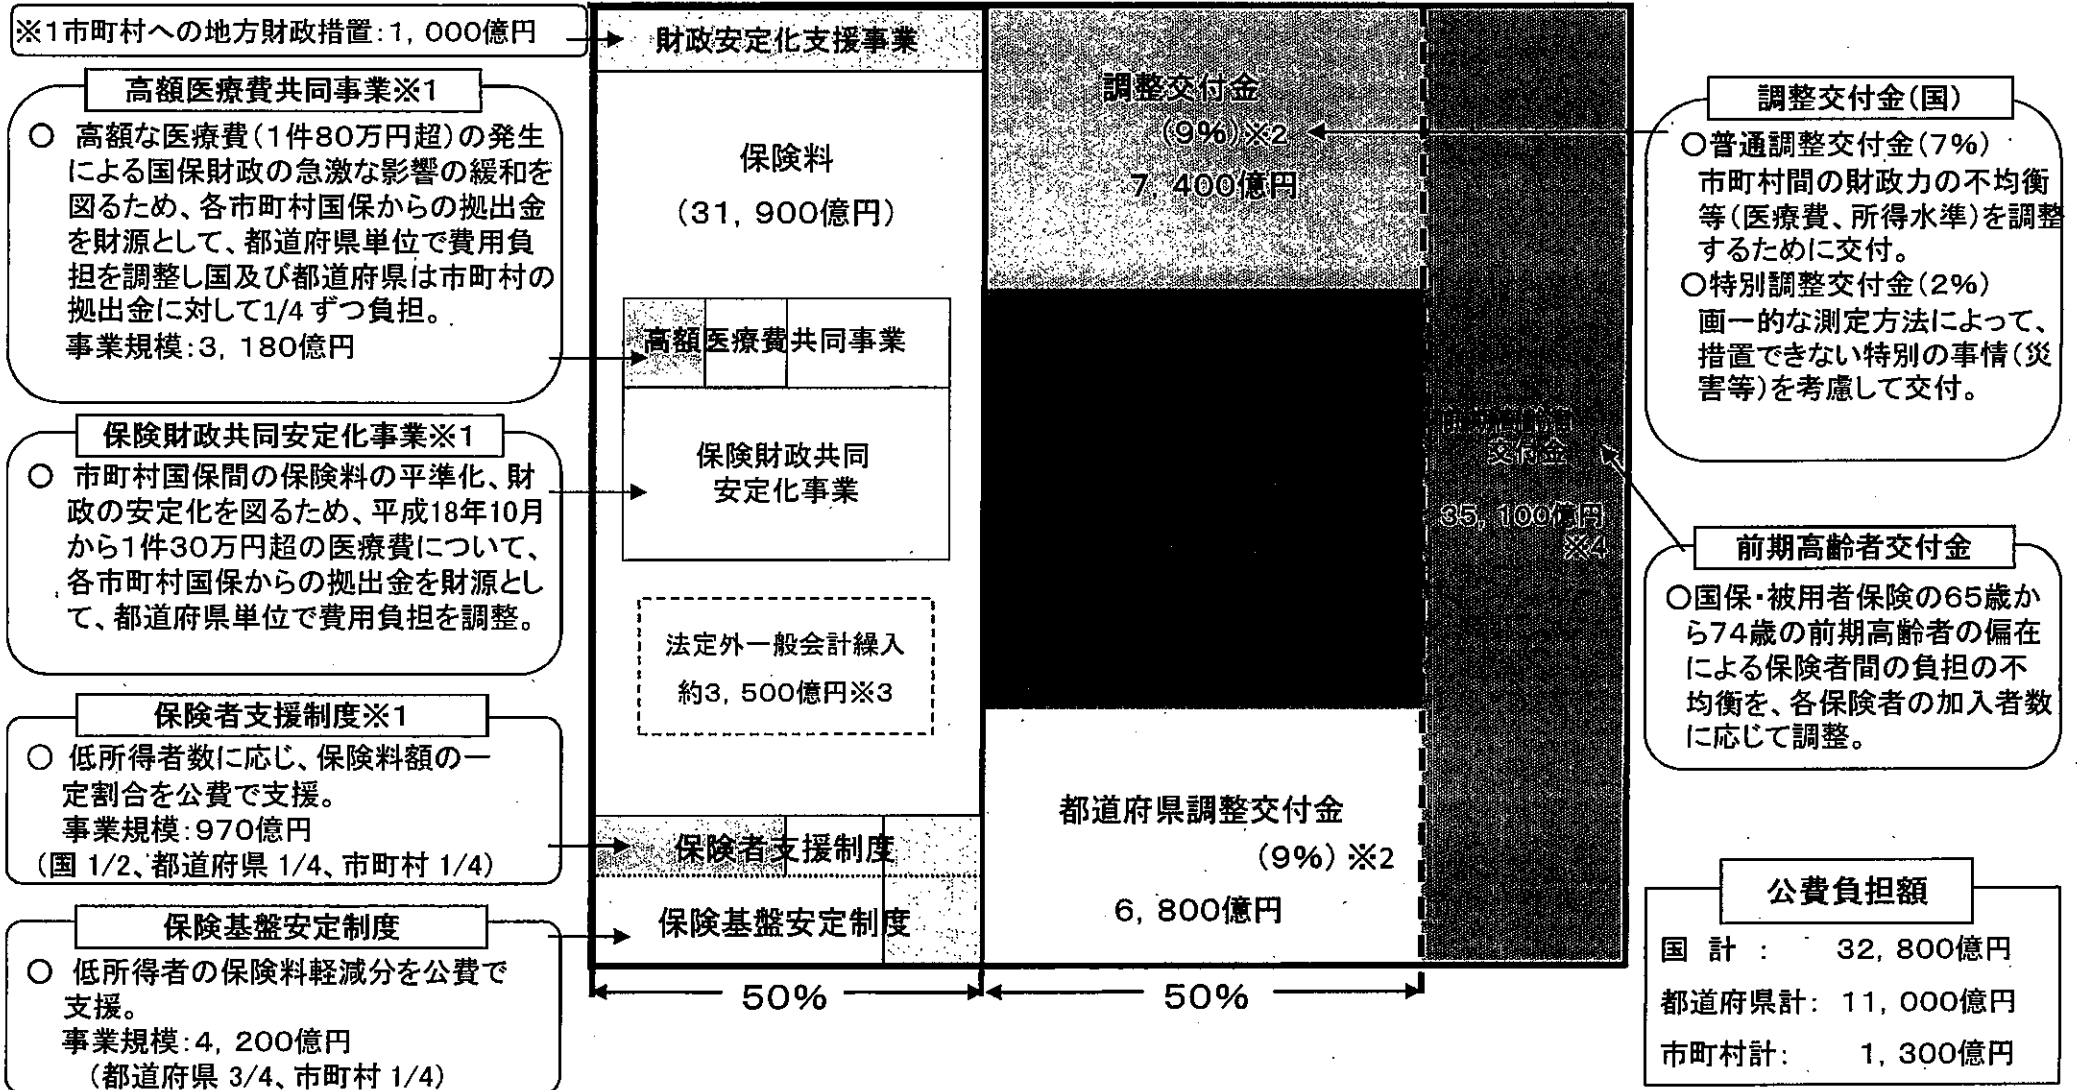 ※1市町村への地方財政措置:1,000億円
高額医療費共同事業※1
○ 高額な医療費(1件80万円超)の発生
による国保財政の急激な影響の緩和を
図るため、各市町村国保からの拠出金
を財源として、都道府県単位で費用負
担を調整し国及び都道府県は市町村の
拠出金に対して1/4ずつ負担。
事業規模:3,180億円
保険財政共同安定化事業※1
○ 市町村国保間の保険料の平準化、財
政の安定化を図るため、平成18年10月
から1件30万円超の医療費について、
各市町村国保からの拠出金を財源とし
て、都道府県単位で費用負担を調整。
保険者支援制度※1
○ 低所得者数に応じ、保険料額の一
定割合を公費で支援。
事業規模:970億円
(国 1/2、都道府県 1/4、市町村 1/4)
保険基盤安定制度
○ 低所得者の保険料軽減分を公費で
支援。
事業規模:4,200億円
(都道府県 3/4、市町村 1/4)
財政安定化支援事業
保険料
(31,900億円)
高額医療費共同事業
保険財政共同
安定化事業
法定外一般会計繰入
約3,500億円※3
保険者支援制度
保険基盤安定制度
50%
調整交付金
(9%)※2
7,400億円
都道府県調整交付金
(9%)※2
6,800億円
50%
前期高齢者
交付金
35,100億円
※4
調整交付金(国)
○普通調整交付金(7%)
市町村間の財政力の不均衡
等(医療費、所得水準)を調整
するために交付。
○特別調整交付金(2%)
画一的な測定方法によって、
措置できない特別の事情(災
害等)を考慮して交付。
前期高齢者交付金
○国保・被用者保険の65歳か
ら74歳の前期高齢者の偏在
による保険者間の負担の不
均衡を、各保険者の加入者数
に応じて調整。
公費負担額
国 計 : 32,800億円
都道府県計: 11,000億円
市町村計: 1,300億円